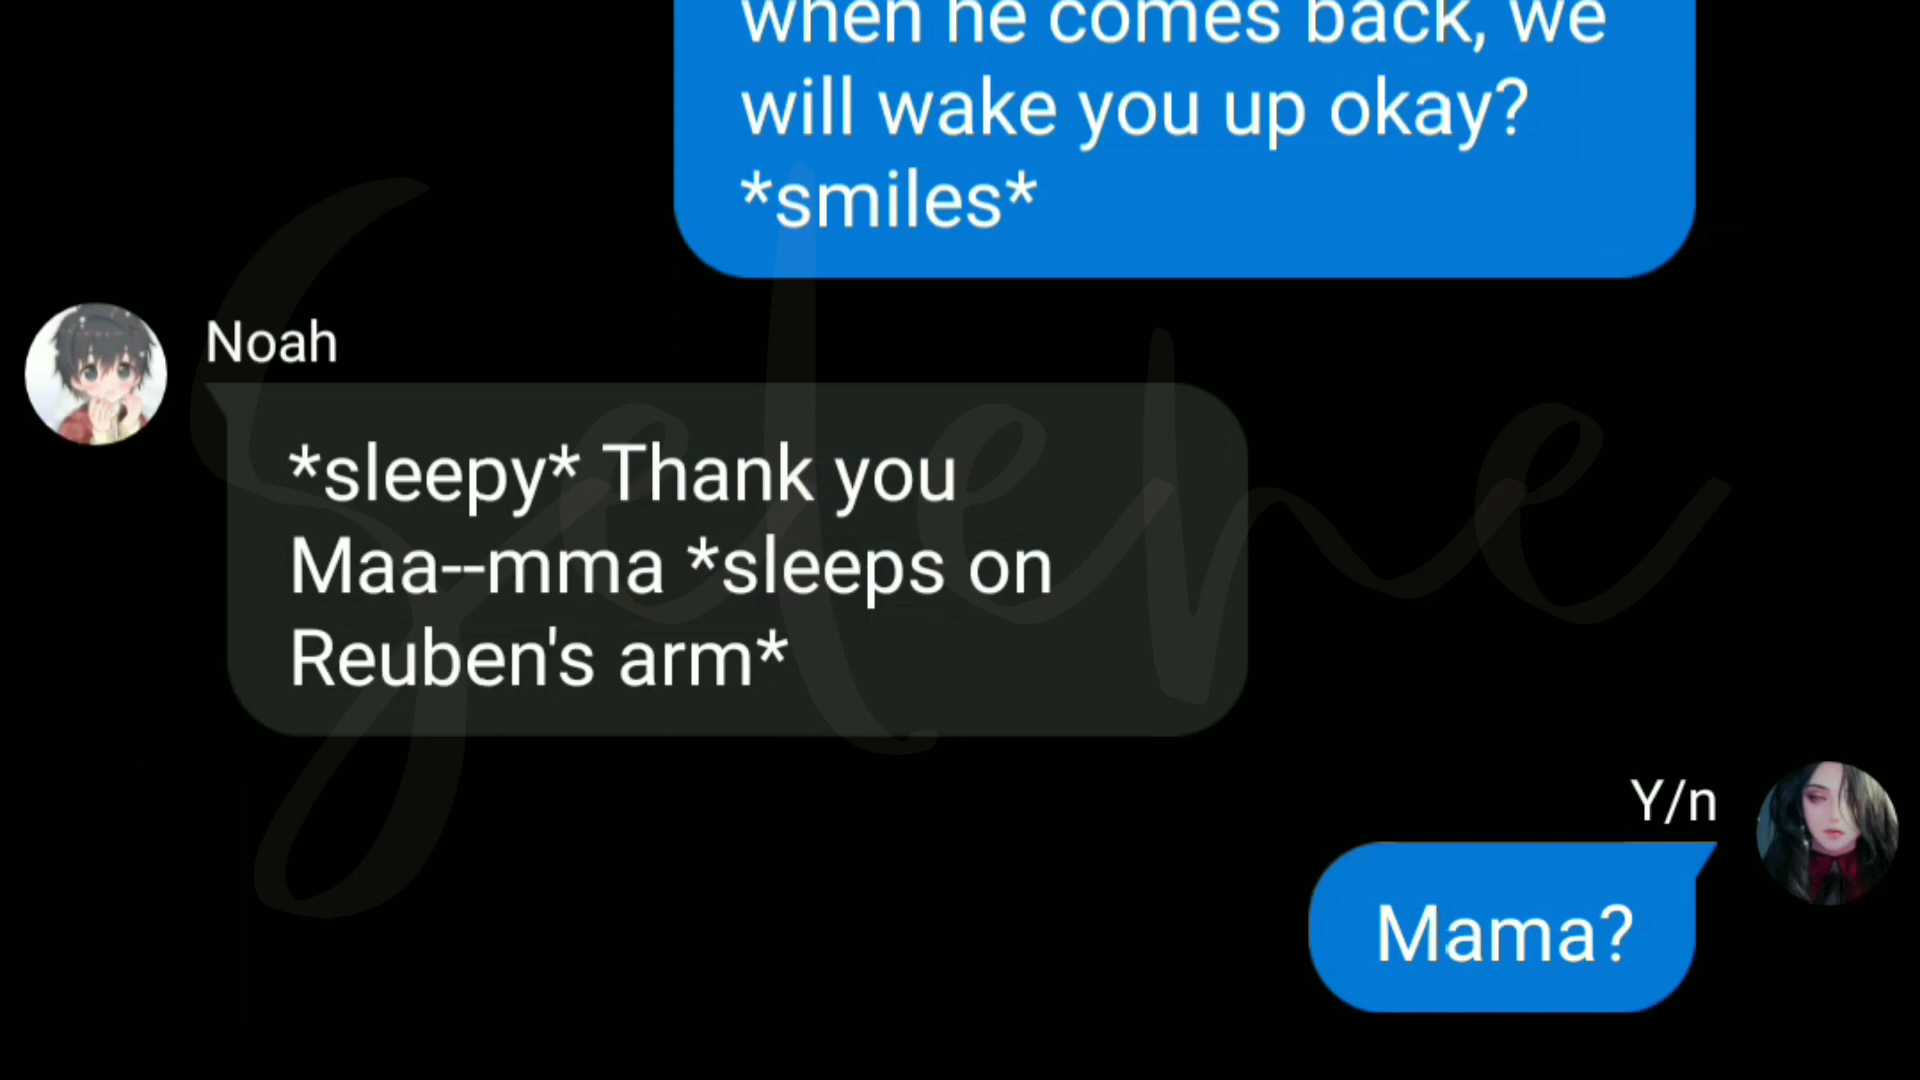 when he comes back, we
will wake you up okay?
*smiles*
Noah
*sleepy* Thank you
Maa--mma *sleeps on
Reuben's arm*
Y/n
Mama?
Selene